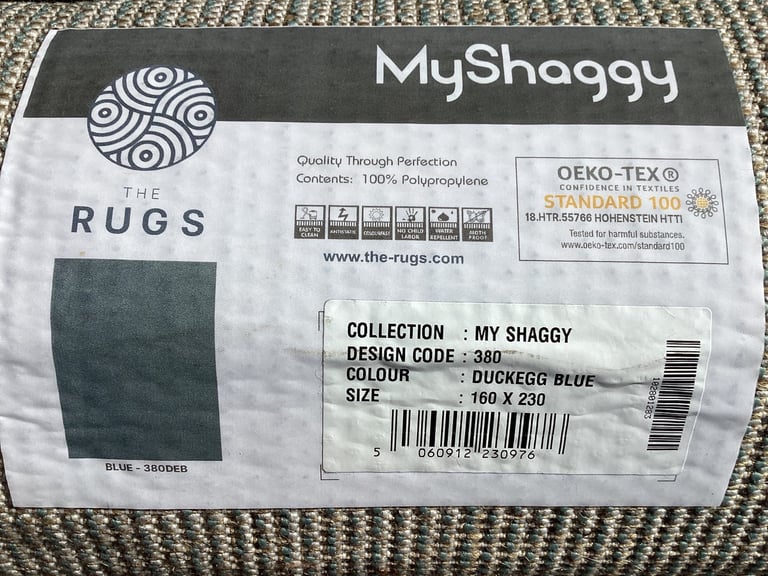 MyShaggy
THE
RUGS
Quality Through Perfection
Contents: 100% Polypropylene
EASY TO CLEAN
ANTISTATIC
COLOURFAST
NO CHILD LABOR
WATER REPELLENT
MOTH PROOF
www.the-rugs.com
OEKO-TEX®
CONFIDENCE IN TEXTILES
STANDARD 100
18.HTR.55766 HOHENSTEIN HTTI
Tested for harmful substances.
www.oeko-tex.com/standard100
BLUE - 380DEB
COLLECTION : MY SHAGGY
DESIGN CODE : 380
COLOUR : DUCKEGG BLUE
SIZE : 160 X 230
5 060912 230976